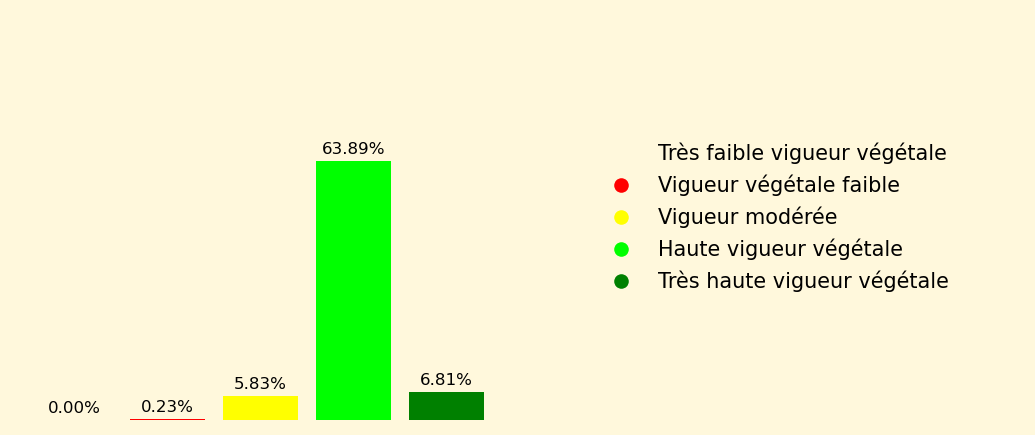 63.89%
6.81%
5.83%
0.23%
0.00%
Très faible vigueur végétale
Vigueur végétale faible
Vigueur modérée
Haute vigueur végétale
Très haute vigueur végétale